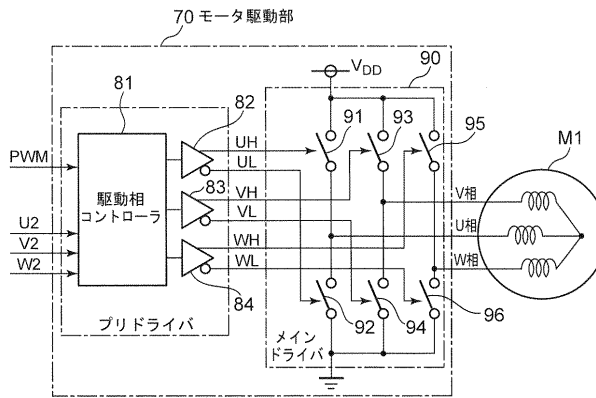 70 モータ駆動部
VDD
90
81
82
91
93
95
M1
PWM
UH
UL
83
VH
VL
V相
駆動相
コントローラ
U2
V2
W2
U相
WH
WL
W相
84
92
94
96
プリドライバ
メイン
ドライバ